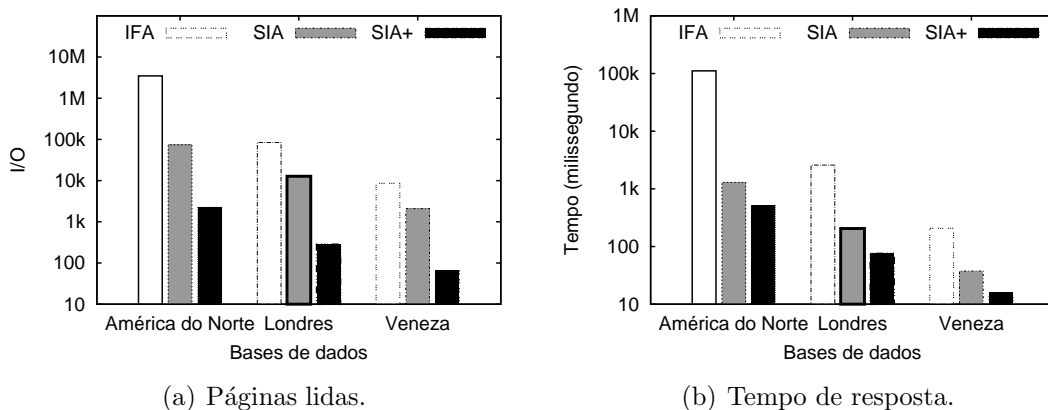 IFA SIA SIA+
10M
1M
100k
10k
1k
100
10
I/O
América do Norte Londres Veneza
Bases de dados
(a) Páginas lidas.
IFA SIA SIA+
1M
100k
10k
1k
100
10
Tempo (milissegundo)
América do Norte Londres Veneza
Bases de dados
(b) Tempo de resposta.